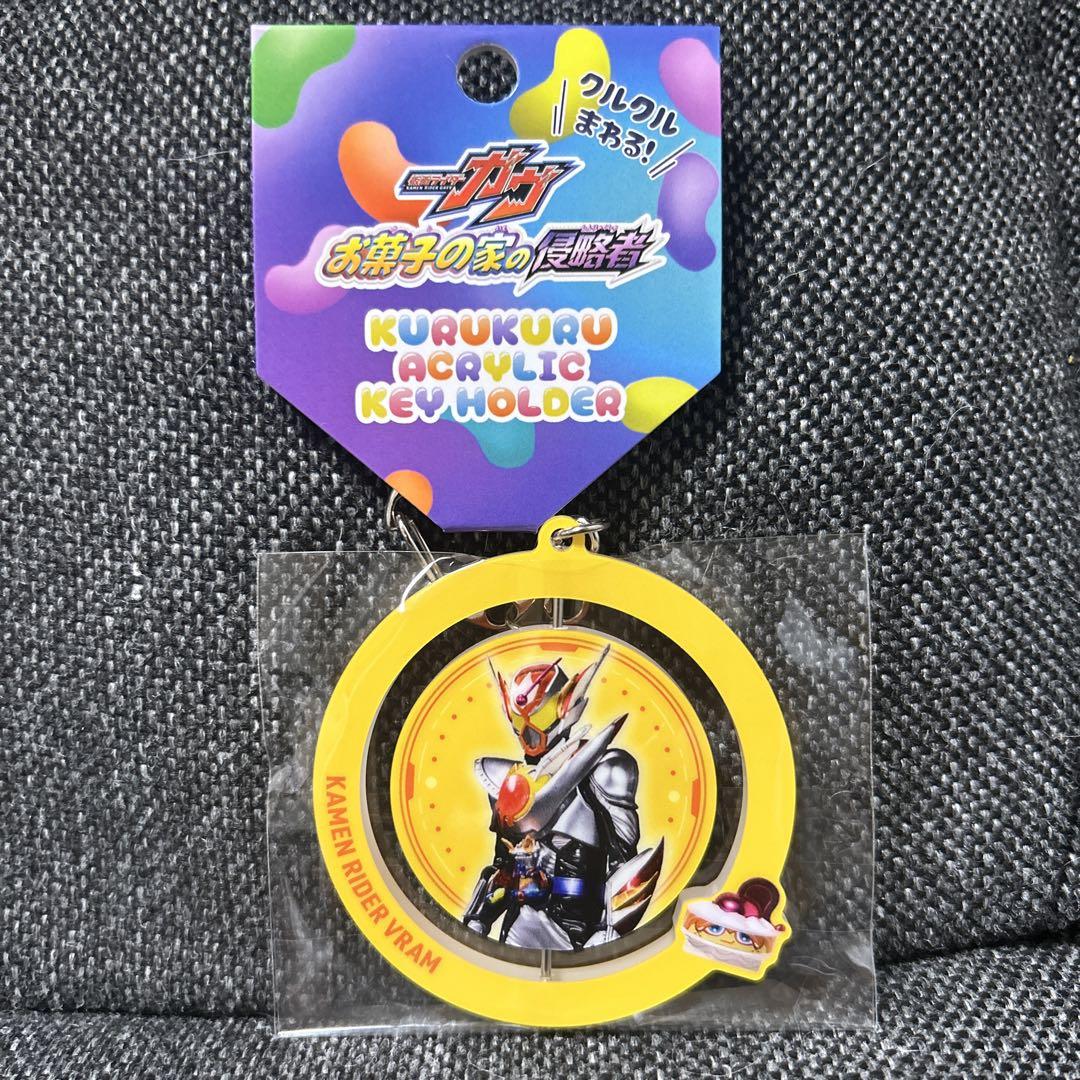 クルクル
まわる!
仮面ライダー
KAMEN RIDER GAVV
ガヴ
お菓子の家の侵略者
KURUKURU
ACRYLIC
KEY HOLDER
KAMEN RIDER VRAM